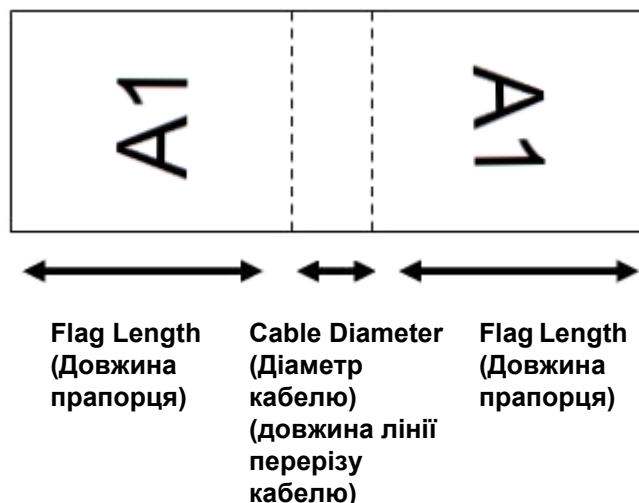 A1
A1
Flag Length
(Довжина
прапорця)
Cable Diameter
(Діаметр
кабелю)
(довжина лінії
перерізу
кабелю)
Flag Length
(Довжина
прапорця)